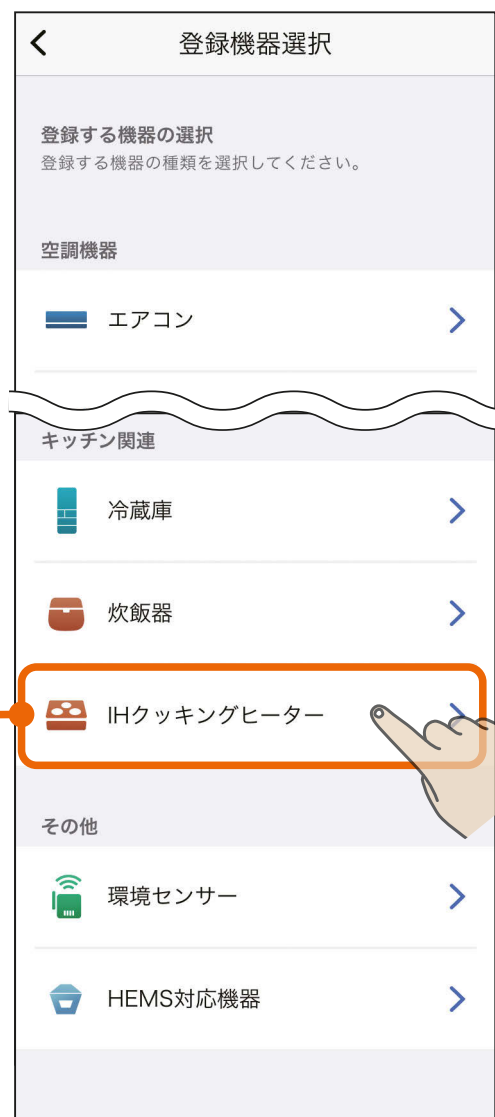 登録機器選択
登録する機器の選択
登録する機器の種類を選択してください。
空調機器
エアコン
キッチン関連
冷蔵庫
炊飯器
IHクッキングヒーター
その他
環境センサー
HEMS対応機器